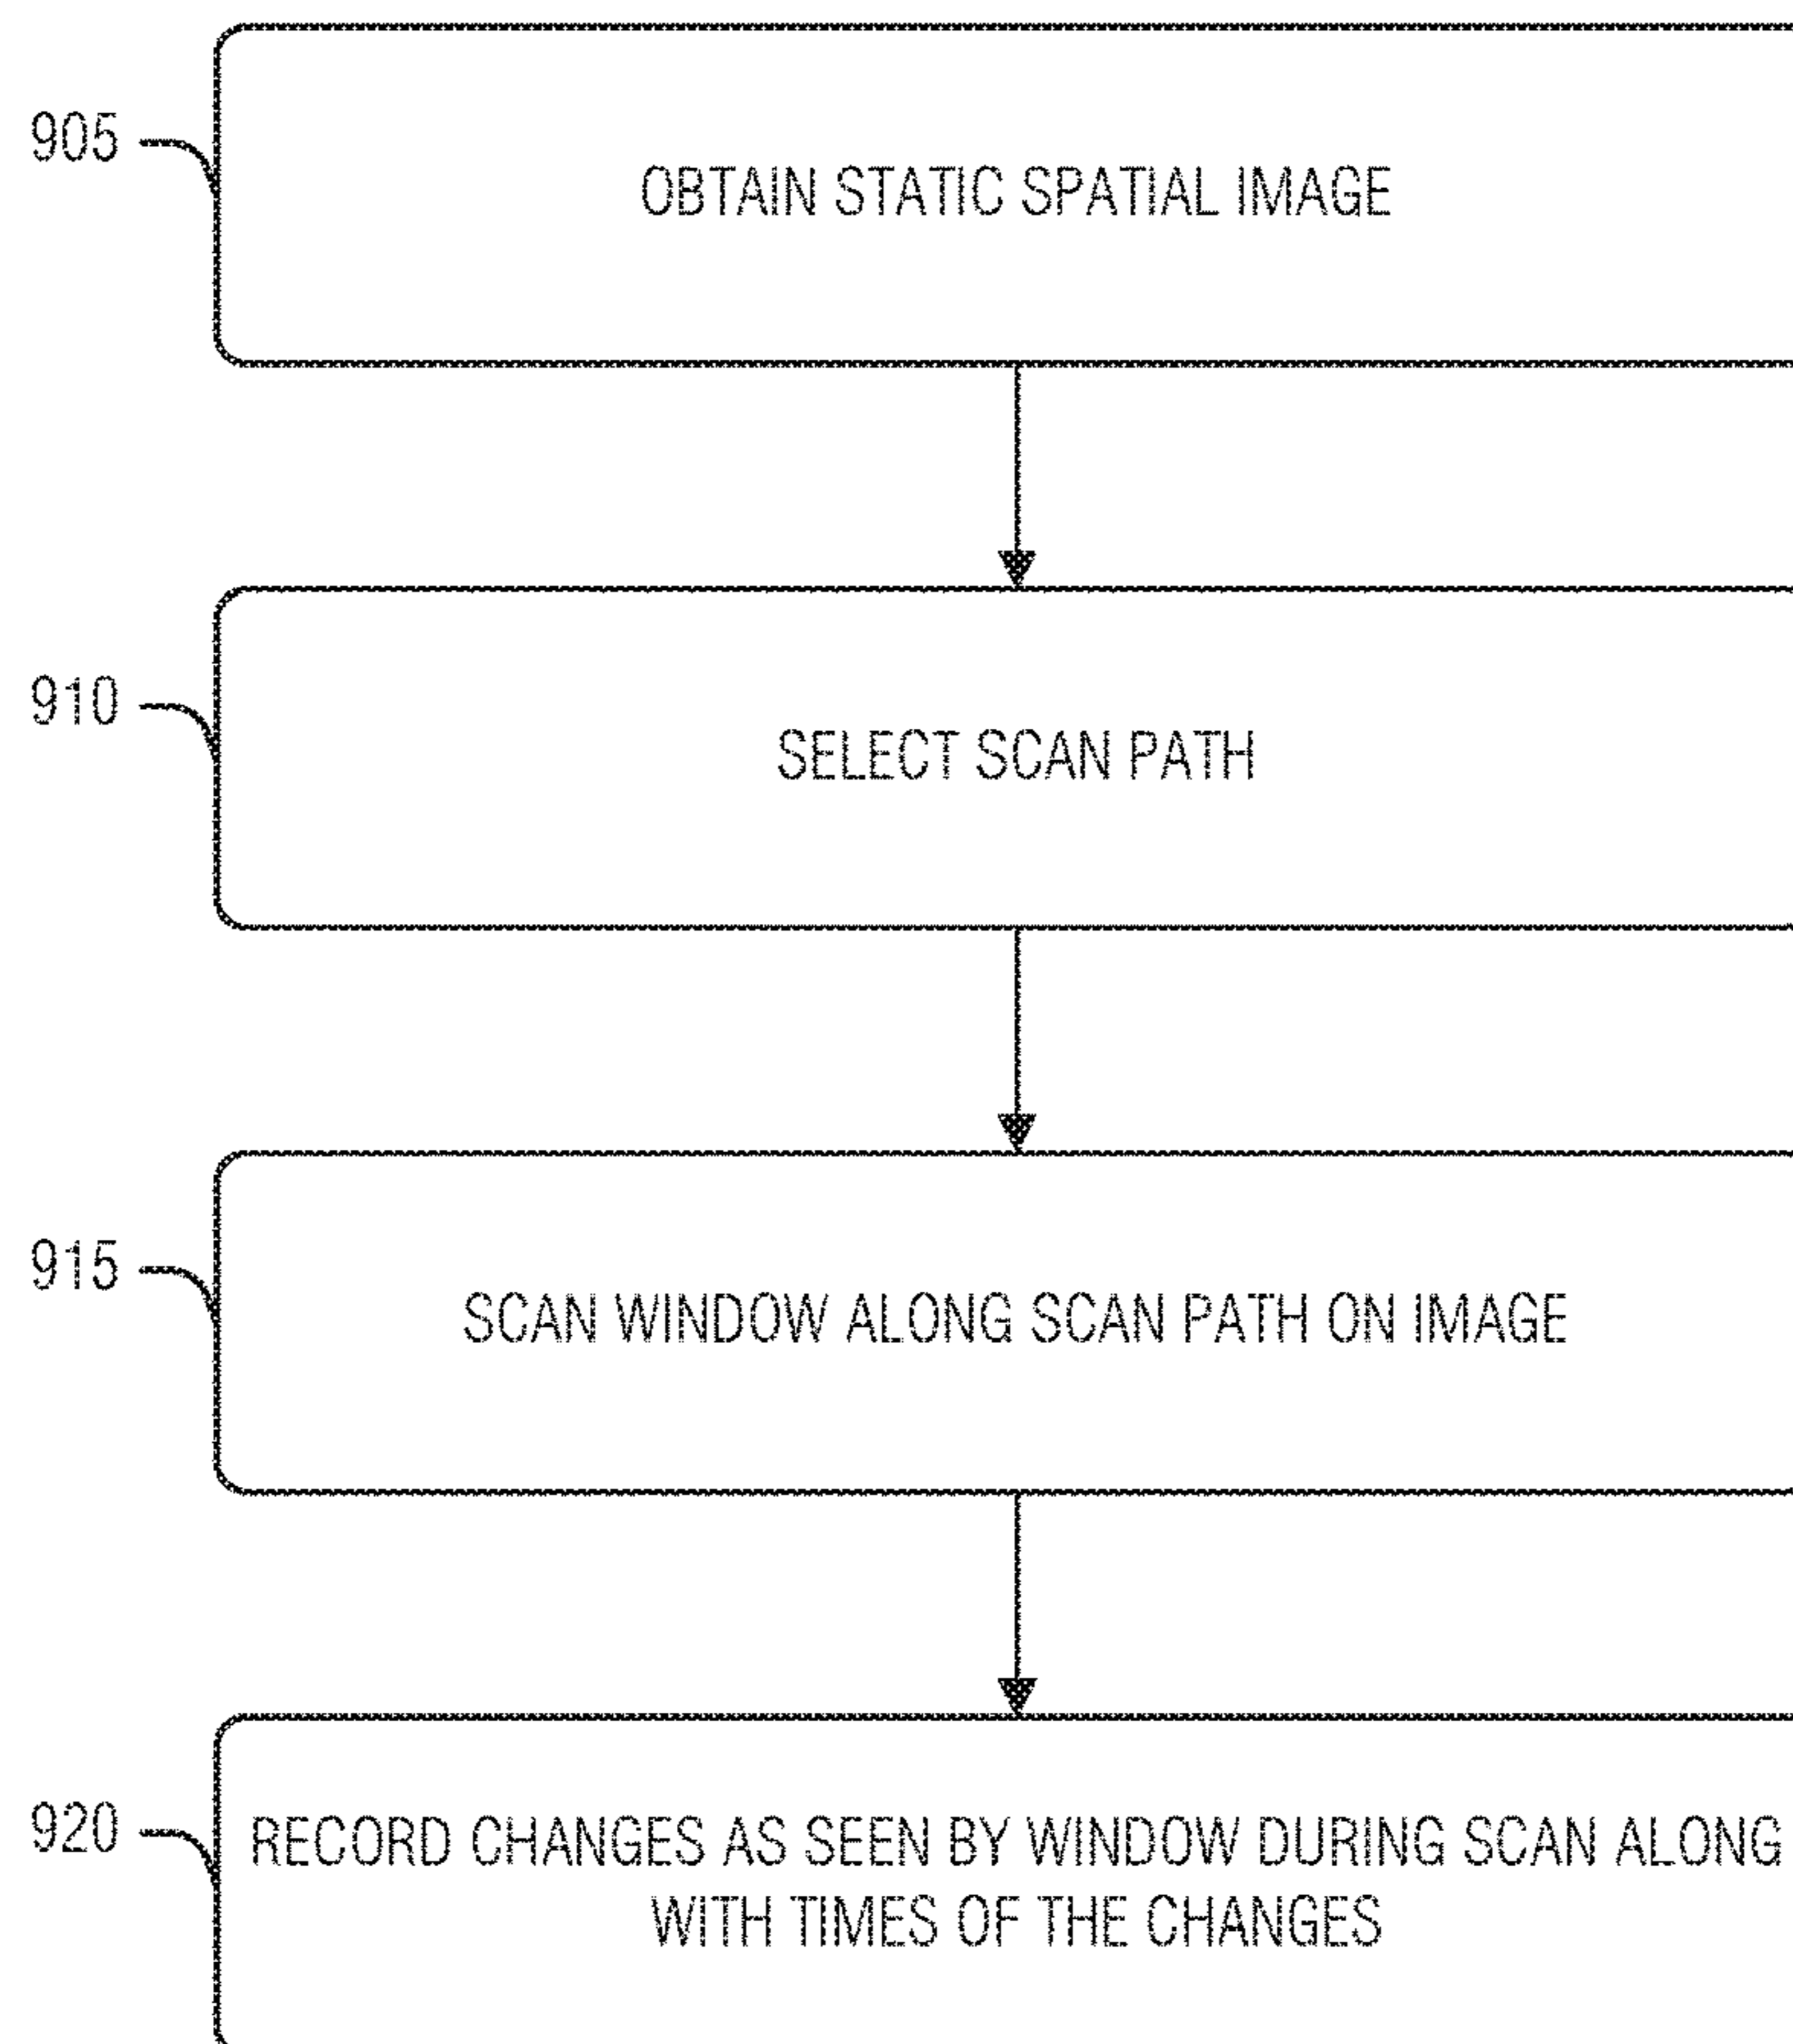 905
OBTAIN STATIC SPATIAL IMAGE
910
SELECT SCAN PATH
915
SCAN WINDOW ALONG SCAN PATH ON IMAGE
920
RECORD CHANGES AS SEEN BY WINDOW DURING SCAN ALONG
WITH TIMES OF THE CHANGES